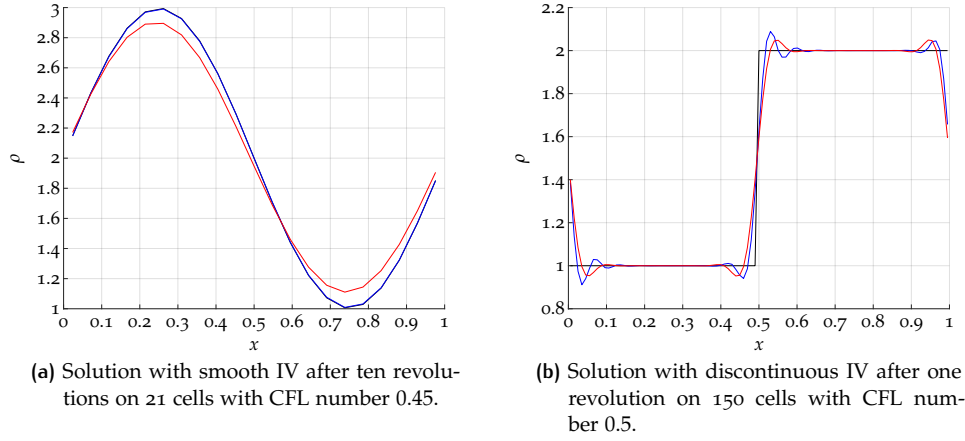 3
2.8
2.6
2.4
2.2
2
1.8
1.6
1.4
1.2
1
ρ
0 0.1 0.2 0.3 0.4 0.5 0.6 0.7 0.8 0.9 1
x
(a) Solution with smooth IV after ten revolu-
tions on 21 cells with CFL number 0.45.
2.2
2
1.8
1.6
1.4
1.2
1
0.8
ρ
0 0.1 0.2 0.3 0.4 0.5 0.6 0.7 0.8 0.9 1
x
(b) Solution with discontinuous IV after one
revolution on 150 cells with CFL num-
ber 0.5.